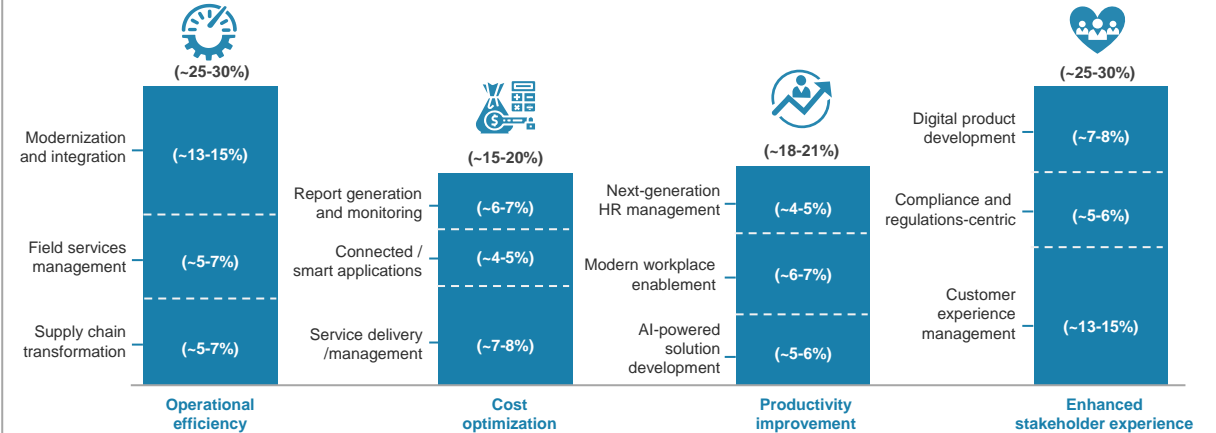 (~25-30%)
Modernization
and integration
(~13-15%)
Field services
management
(~5-7%)
Supply chain
transformation
(~5-7%)
Operational
efficiency
(~15-20%)
Report generation
and monitoring
(~6-7%)
Connected /
smart applications
(~4-5%)
Service delivery
/management
(~7-8%)
Cost
optimization
(~18-21%)
Next-generation
HR management
(~4-5%)
Modern workplace
enablement
(~6-7%)
AI-powered
solution
development
(~5-6%)
Productivity
improvement
(~25-30%)
Digital product
development
(~7-8%)
Compliance and
regulations-centric
(~5-6%)
Customer
experience
management
(~13-15%)
Enhanced
stakeholder experience